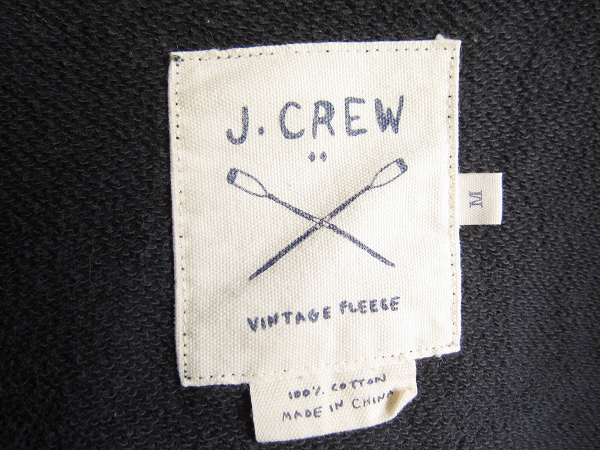 J. CREW
VINTAGE FLEECE
M
100% COTTON
MADE IN CHINA